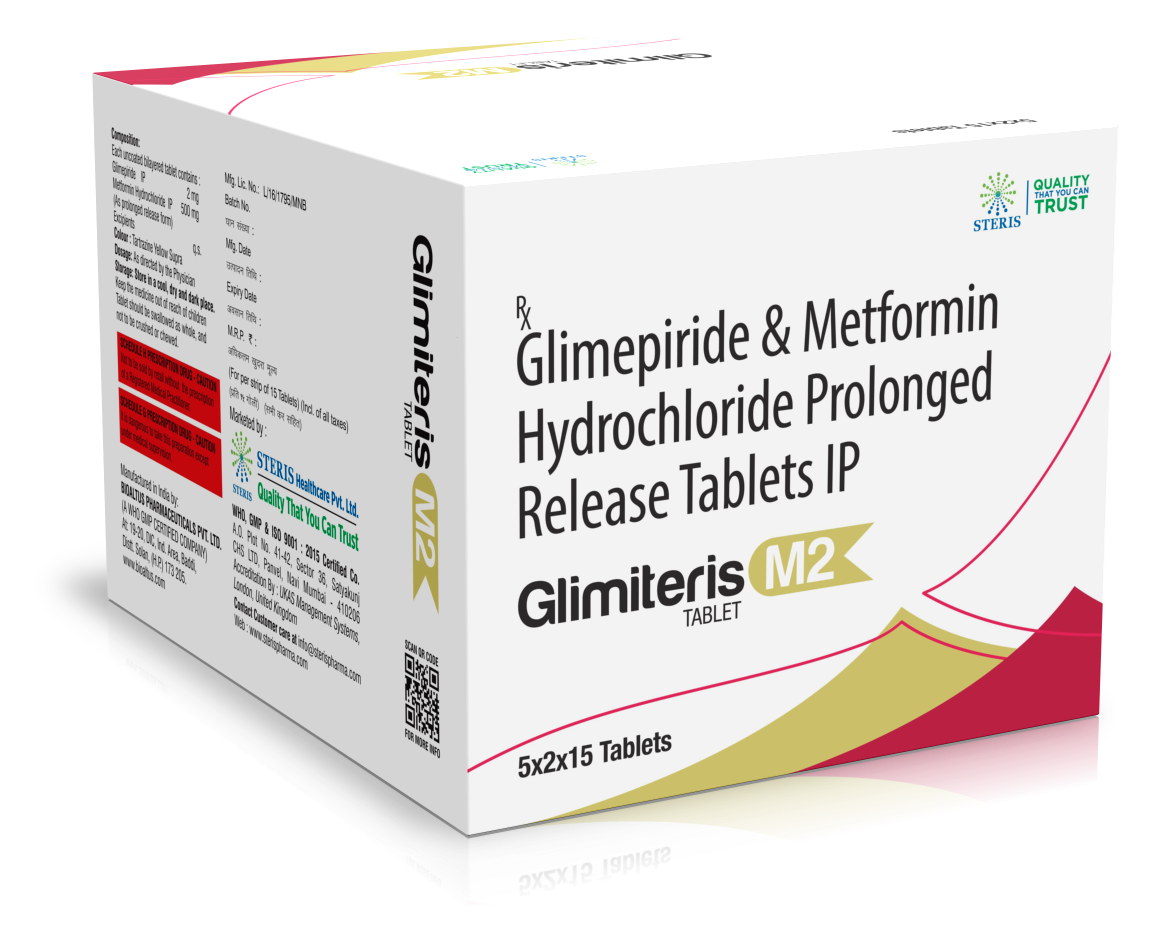 Glimiteris M2
TABLET
5x2x15 Tablets
STERIS
QUALITY
THAT YOU CAN
TRUST
Rx
Glimepiride & Metformin
Hydrochloride Prolonged
Release Tablets IP
Glimiteris M2
TABLET
5x2x15 Tablets
Composition:
Each uncoated bilayered tablet contains :
Glimepiride IP 2 mg
Metformin Hydrochloride IP 500 mg
(As prolonged release form)
Excipients q.s.
Colour : Tartrazine Yellow Supra
Dosage: As directed by the Physician
Storage: Store in a cool, dry and dark place.
Keep the medicine out of reach of children
Tablet should be swallowed as whole, and
not to be crushed or chewed.
SCHEDULE H PRESCRIPTION DRUG - CAUTION
Not to be sold by retail without the prescription
of a Registered Medical Practitioner.
SCHEDULE G PRESCRIPTION DRUG - CAUTION
It is dangerous to take this preparation except
under medical supervision.
Manufactured in India by:
BIOALTUS PHARMACEUTICALS PVT. LTD.
(A WHO GMP CERTIFIED COMPANY)
At: 19-20, DIC, Ind. Area, Baddi,
Distt. Solan, (H.P.) 173 205.
www.bioaltus.com
Mfg. Lic. No.: L/16/1795/MNB
Batch No.
घान संख्या :
Mfg. Date
उत्पादन तिथि :
Expiry Date
अवसान तिथि :
M.R.P. ₹ :
अधिकतम खुदरा मूल्य
(For per strip of 15 Tablets) (Incl. of all taxes)
(प्रति १५ गोली) (सभी कर सहित)
Marketed by :
STERIS
STERIS Healthcare Pvt. Ltd.
Quality That You Can Trust
WHO, GMP & ISO 9001 : 2015 Certified Co.
A.O. Plot No. 41-42, Sector 36, Satyakunj
CHS LTD, Panvel, Navi Mumbai - 410206
Accreditation By : UKAS Management Systems,
London, United Kingdom
Contact Customer care at info@sterispharma.com
Web : www.sterispharma.com
Glimiteris M2
TABLET
SCAN QR CODE
FOR MORE INFO